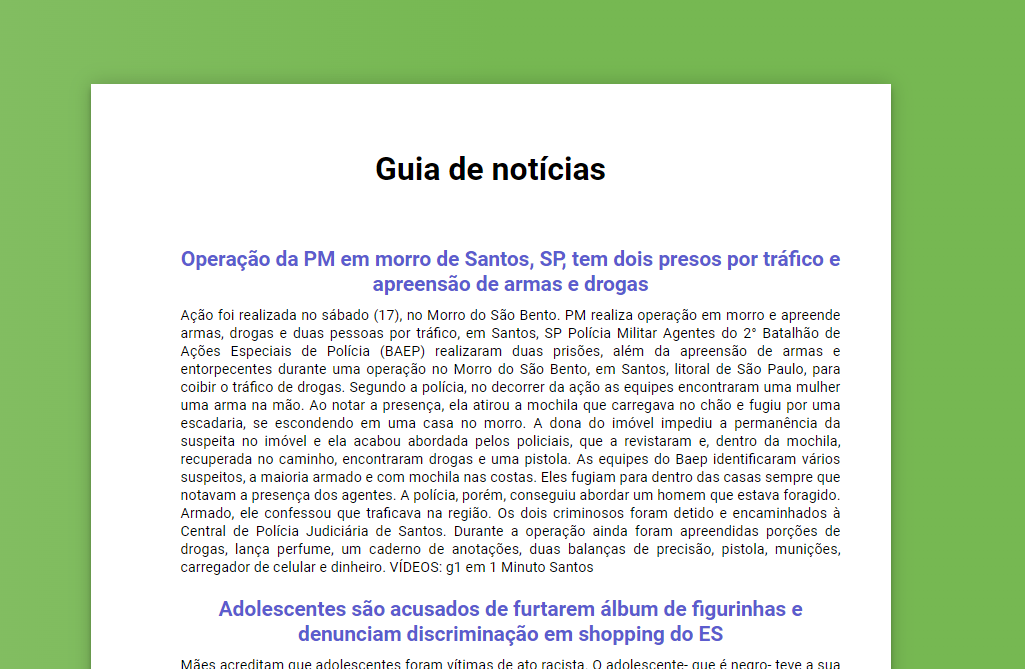 Guia de notícias
Operação da PM em morro de Santos, SP, tem dois presos por tráfico e
apreensão de armas e drogas
Ação foi realizada no sábado (17), no Morro do São Bento. PM realiza operação em morro e apreende
armas, drogas e duas pessoas por tráfico, em Santos, SP Polícia Militar Agentes do 2° Batalhão de
Ações Especiais de Polícia (BAEP) realizaram duas prisões, além da apreensão de armas e
entorpecentes durante uma operação no Morro do São Bento, em Santos, litoral de São Paulo, para
coibir o tráfico de drogas. Segundo a polícia, no decorrer da ação as equipes encontraram uma mulher
uma arma na mão. Ao notar a presença, ela atirou a mochila que carregava no chão e fugiu por uma
escadaria, se escondendo em uma casa no morro. A dona do imóvel impediu a permanência da
suspeita no imóvel e ela acabou abordada pelos policiais, que a revistaram e, dentro da mochila,
recuperada no caminho, encontraram drogas e uma pistola. As equipes do Baep identificaram vários
suspeitos, a maioria armado e com mochila nas costas. Eles fugiam para dentro das casas sempre que
notavam a presença dos agentes. A polícia, porém, conseguiu abordar um homem que estava foragido.
Armado, ele confessou que traficava na região. Os dois criminosos foram detido e encaminhados à
Central de Polícia Judiciária de Santos. Durante a operação ainda foram apreendidas porções de
drogas, lança perfume, um caderno de anotações, duas balanças de precisão, pistola, munições,
carregador de celular e dinheiro. VÍDEOS: g1 em 1 Minuto Santos
Adolescentes são acusados de furtarem álbum de figurinhas e
denunciam discriminação em shopping do ES
Mães acreditam que adolescentes foram vítimas de ato racista. O adolescente- que é negro- teve a sua